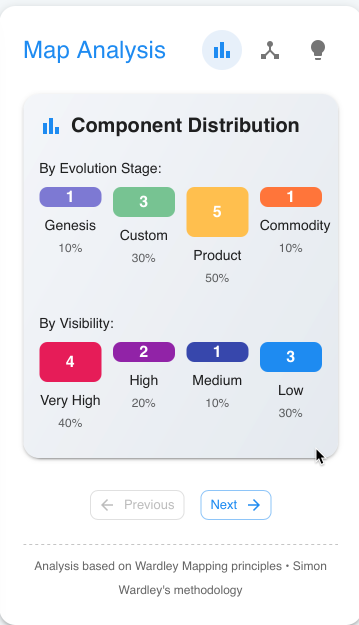 Map Analysis
Component Distribution
By Evolution Stage:
1 3 5 1
Genesis Custom Product Commodity
10% 30% 50% 10%
By Visibility:
4 2 1 3
Very High High Medium Low
40% 20% 10% 30%
Previous Next
Analysis based on Wardley Mapping principles • Simon
Wardley's methodology